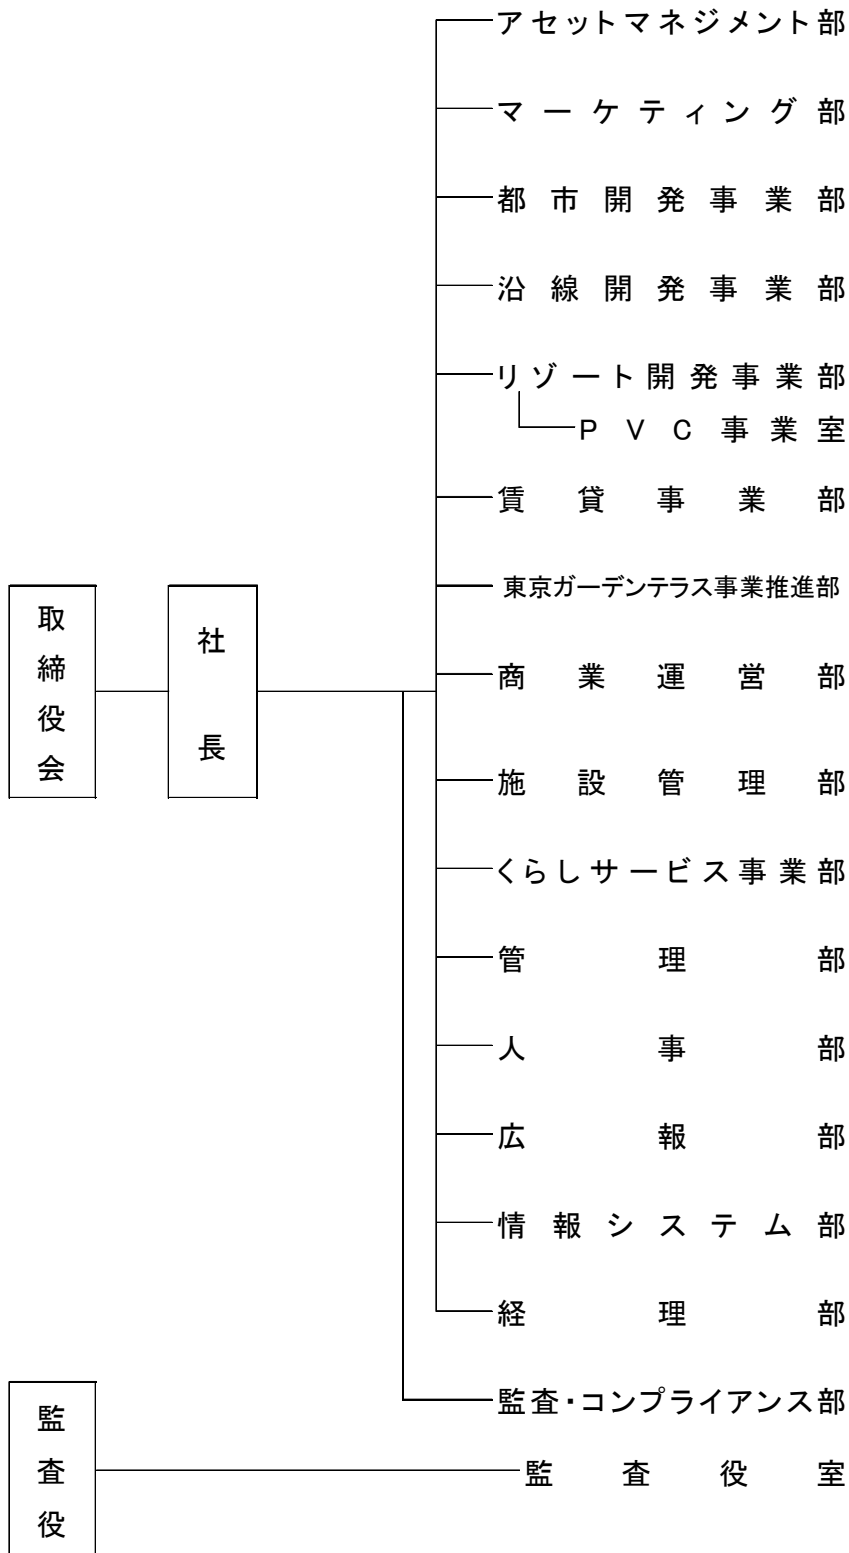 アセットマネジメント部
マーケティング部
都市開発事業部
沿線開発事業部
リゾート開発事業部
PVC事業室
賃貸事業部
東京ガーデンテラス事業推進部
取締役会
社長
商業運営部
施設管理部
くらしサービス事業部
管理部
人事部
広報部
情報システム部
経理部
監査・コンプライアンス部
監査役
監査役室